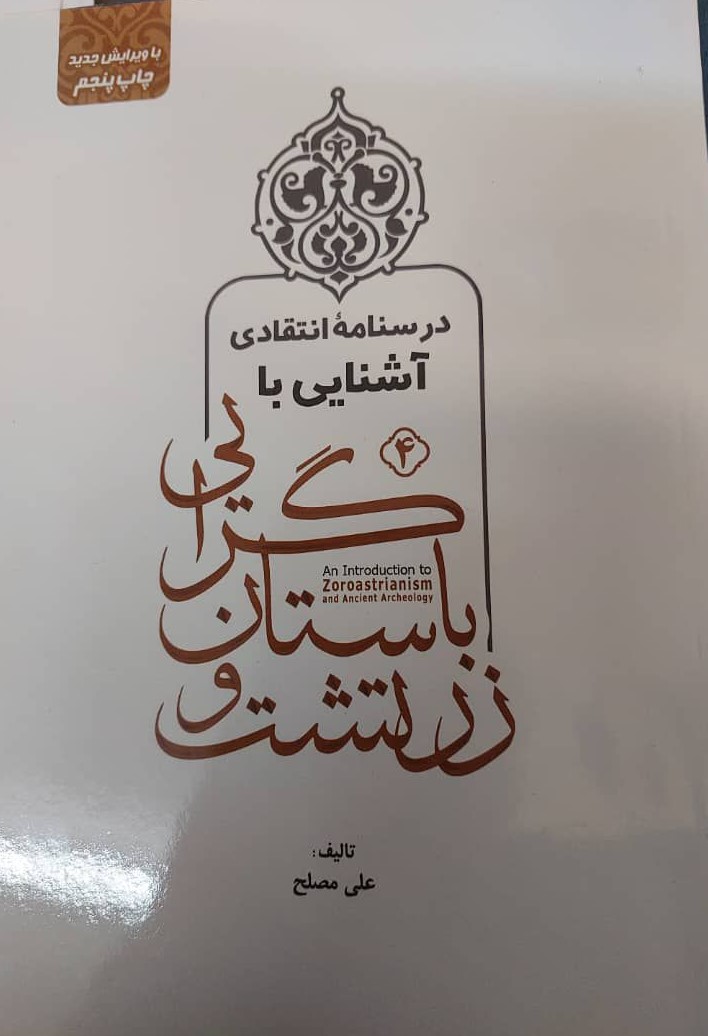 با ویرایش جدید
چاپ پنجم
درسنامهٔ انتقادی
آشنایی با
۴
زرتشت و
باستان
گرایی
An Introduction to
Zoroastrianism
and Ancient Archeology
تالیف:
علی مصلح